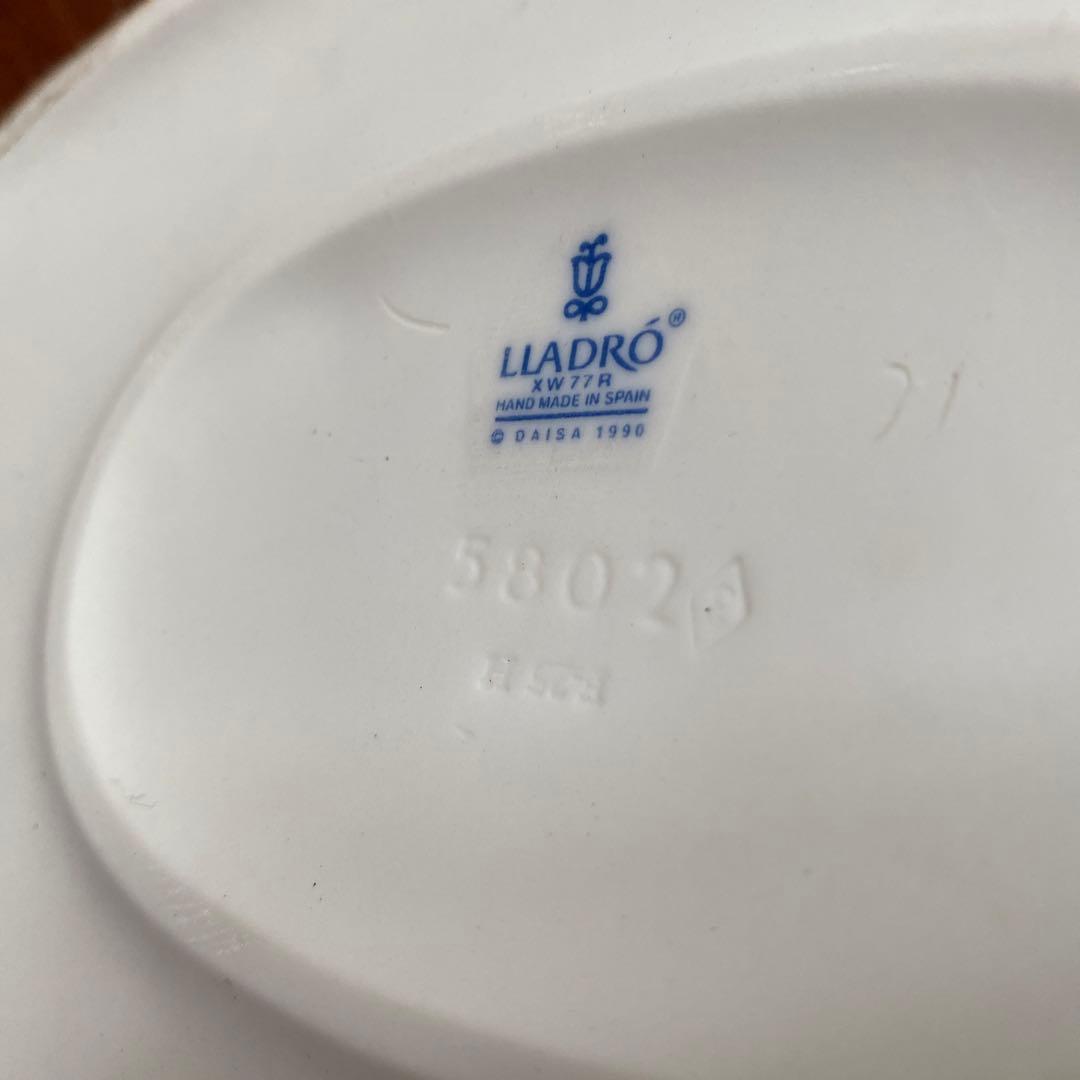 LLADRÓ®
XW77R
HAND MADE IN SPAIN
© DAISA 1990
5802